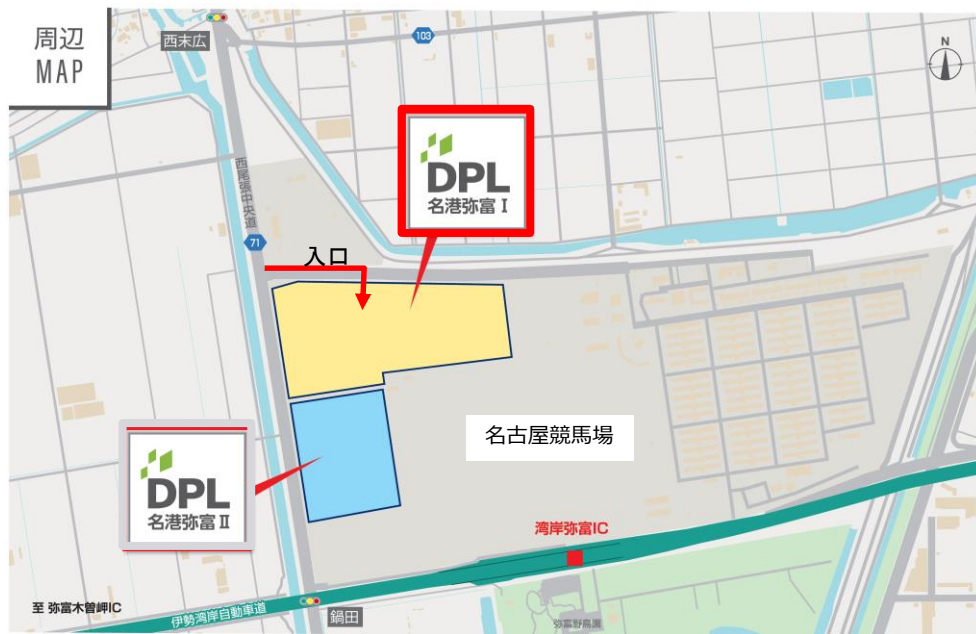 周辺
MAP
西末広
103
N
DPL
名港弥富 I
西尾張中央道
71
入口
名古屋競馬場
DPL
名港弥富 II
湾岸弥富IC
至 弥富木曽岬IC
伊勢湾岸自動車道
鍋田
弥富野鳥園